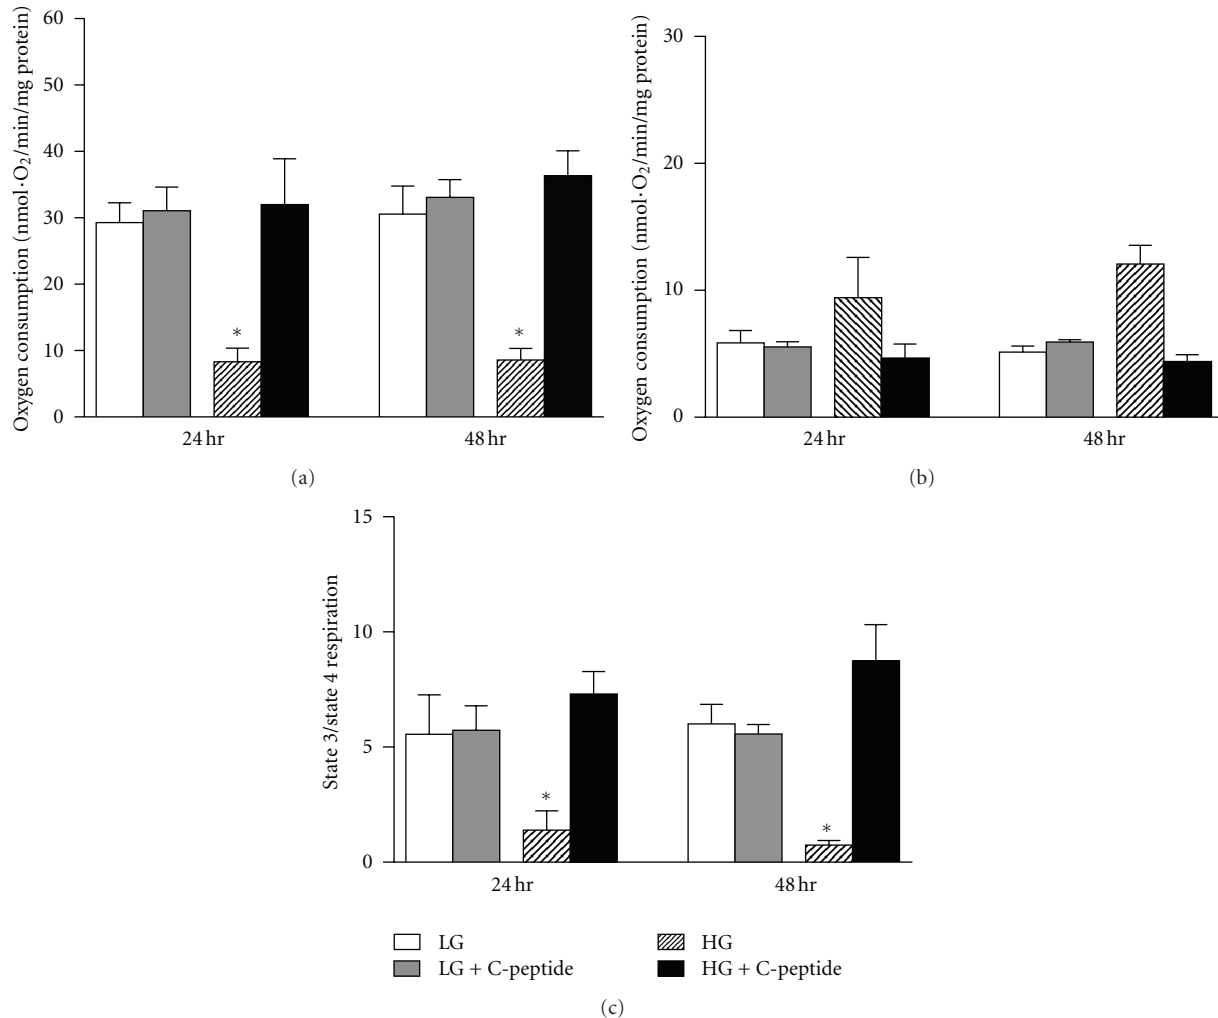 Oxygen consumption (nmol·O₂/min/mg protein)
60
50
40
30
20
10
0
*
*
24 hr
48 hr
(a)
Oxygen consumption (nmol·O₂/min/mg protein)
30
20
10
0
24 hr
48 hr
(b)
State 3/state 4 respiration
15
10
5
0
*
*
24 hr
48 hr
LG
HG
LG + C-peptide
HG + C-peptide
(c)